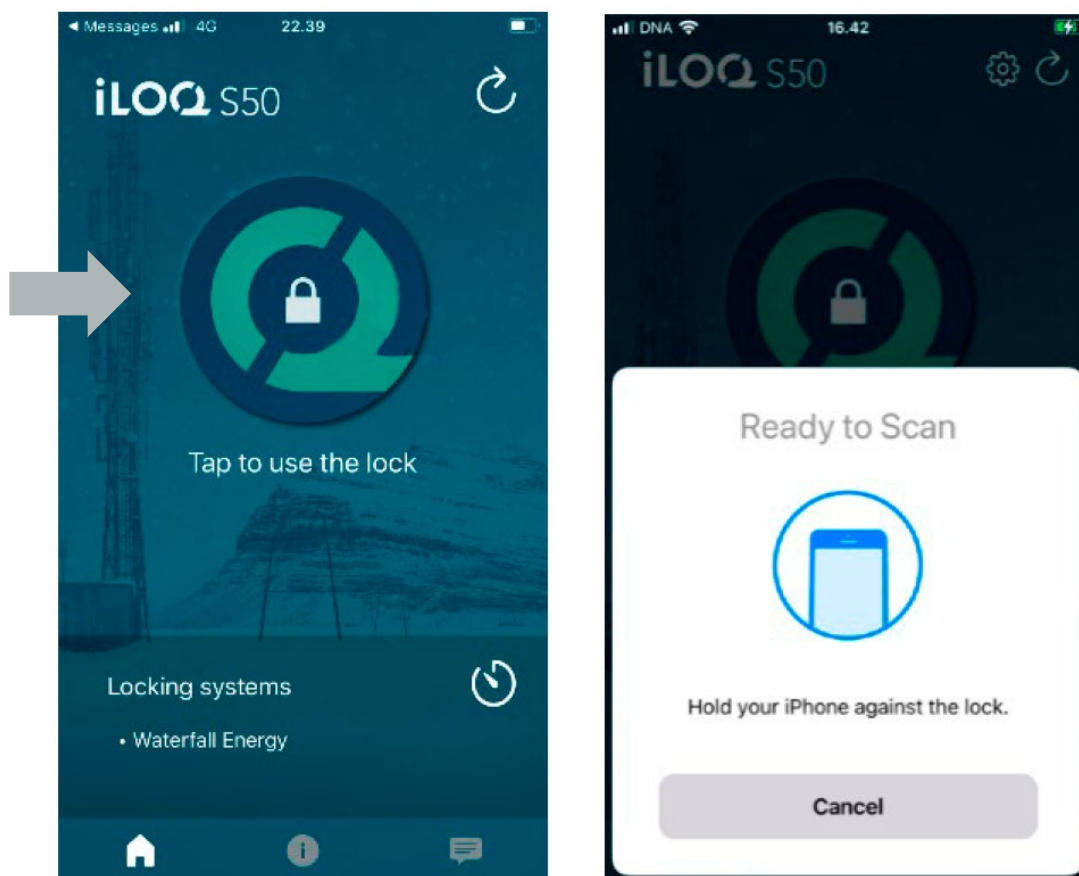 Messages 4G 22.39
iLOQ S50
Tap to use the lock
Locking systems
• Waterfall Energy
DNA 16.42
iLOQ S50
Ready to Scan
Hold your iPhone against the lock.
Cancel